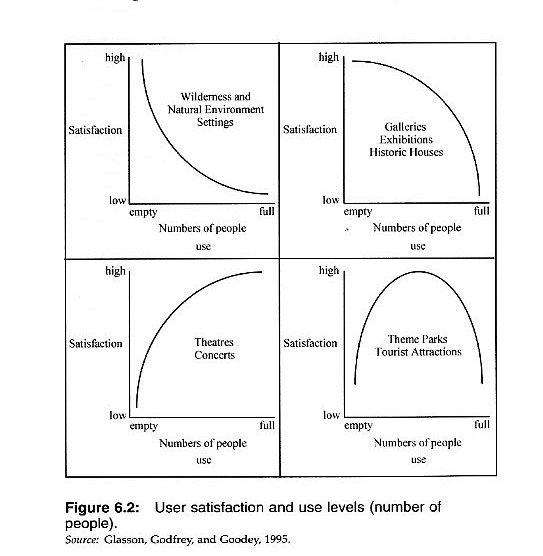 high
Wilderness and
Natural Environment
Settings
Satisfaction
low
empty
full
Numbers of people
use
high
Galleries
Exhibitions
Historic Houses
Satisfaction
low
empty
full
Numbers of people
use
high
Theatres
Concerts
Satisfaction
low
empty
full
Numbers of people
use
high
Theme Parks
Tourist Attractions
Satisfaction
low
empty
full
Numbers of people
use
Figure 6.2: User satisfaction and use levels (number of
people).
Source: Glasson, Godfrey, and Goodey, 1995.